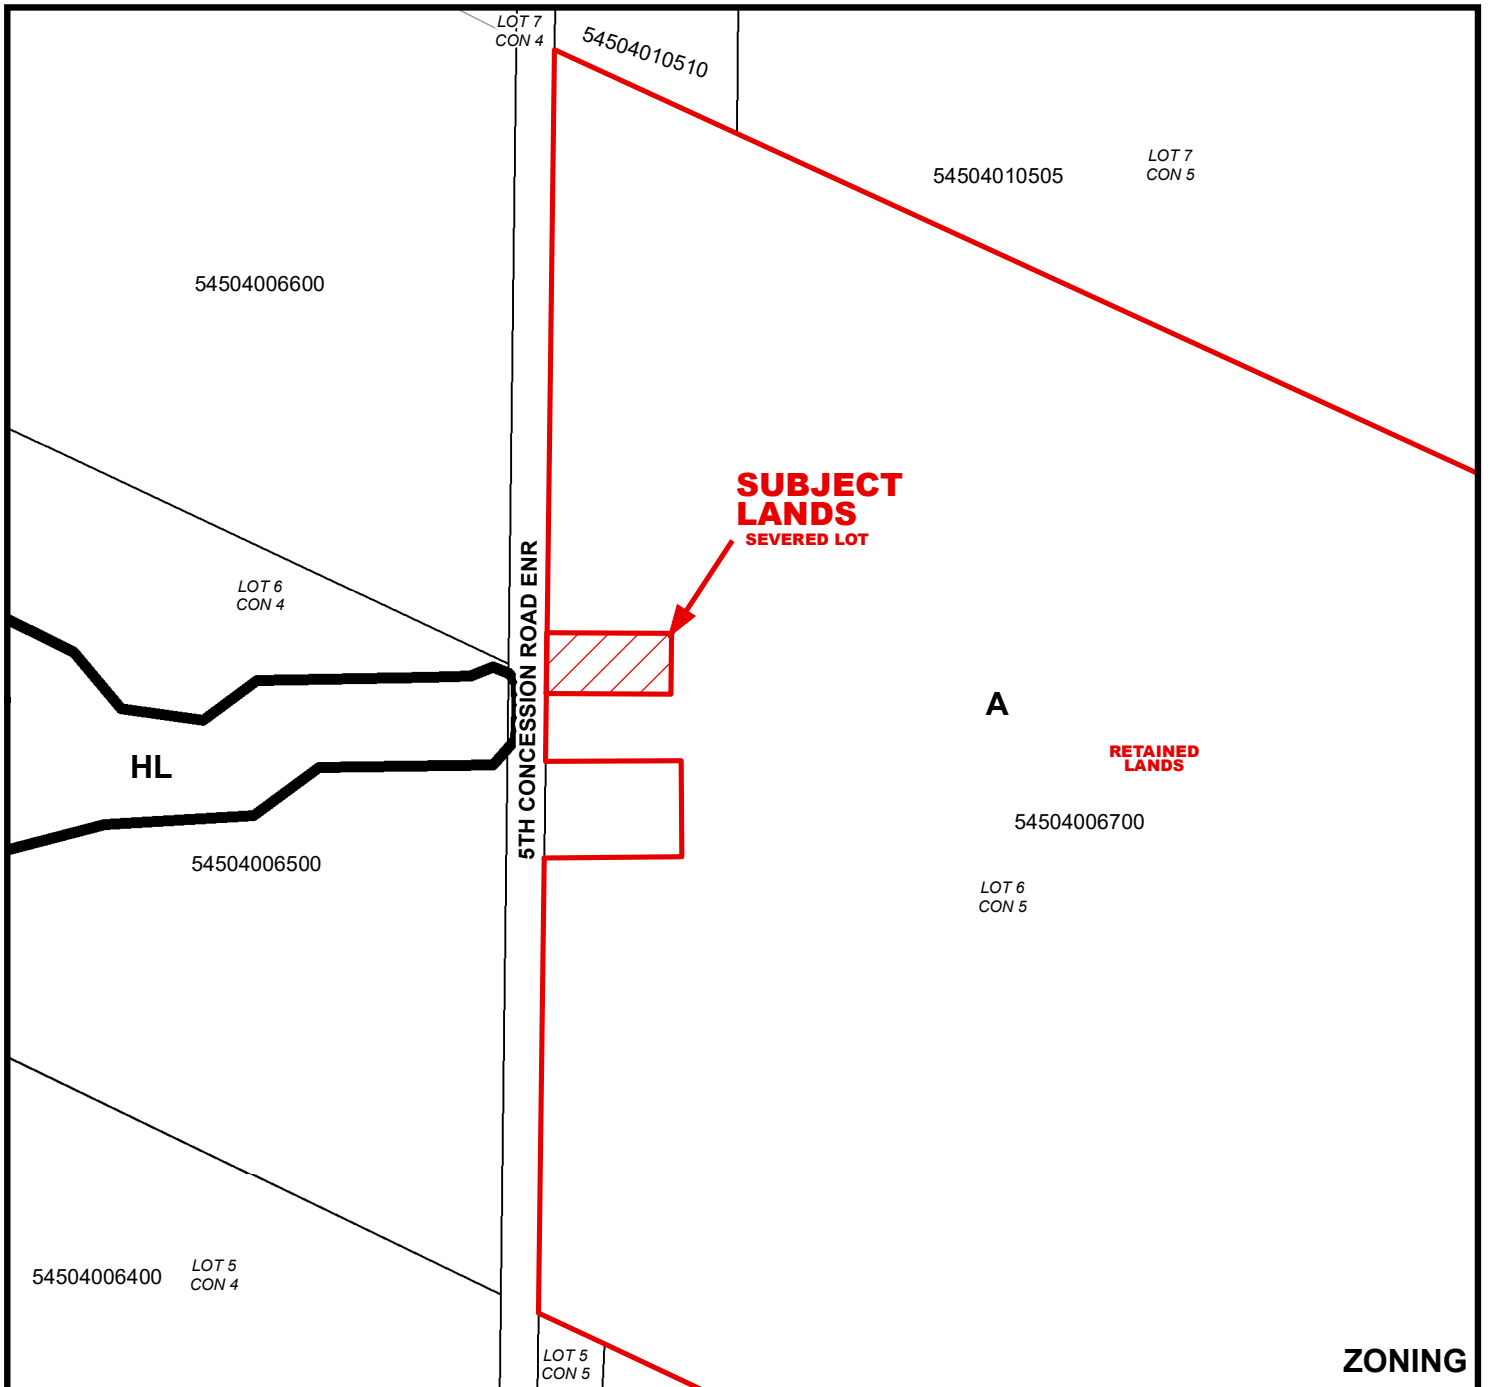 LOT 7
CON 4
54504010510
LOT 7
CON 5
54504010505
54504006600
SUBJECT
LANDS
SEVERED LOT
5TH CONCESSION ROAD ENR
LOT 6
CON 4
A
RETAINED
LANDS
HL
54504006700
54504006500
LOT 6
CON 5
54504006400
LOT 5
CON 4
LOT 5
CON 5
ZONING